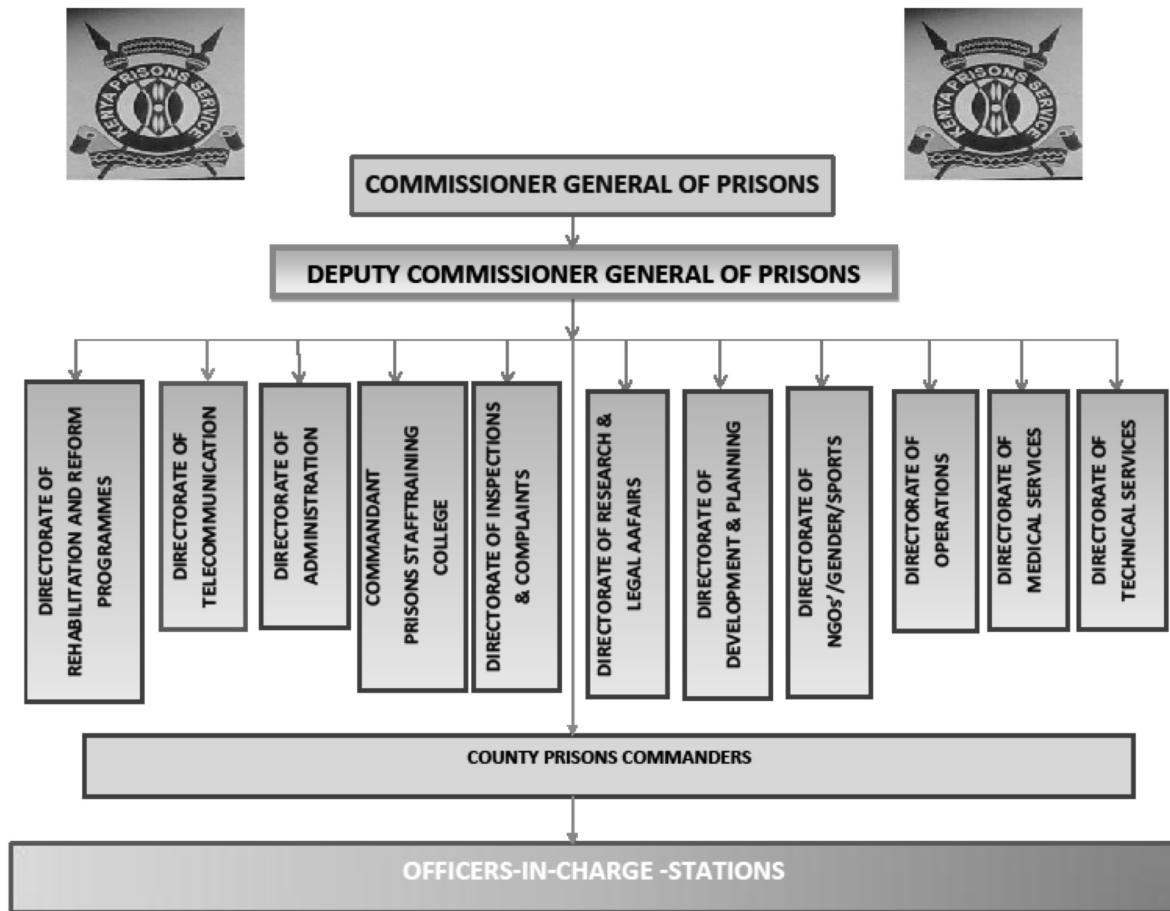 KENYA PRISONS SERVICE
KENYA PRISONS SERVICE
COMMISSIONER GENERAL OF PRISONS
DEPUTY COMMISSIONER GENERAL OF PRISONS
DIRECTORATE OF
REHABILITATION AND REFORM
PROGRAMMES
DIRECTORATE OF
TELECOMMUNICATION
DIRECTORATE OF
ADMINISTRATION
COMMANDANT
PRISONS STAFFTRAINING
COLLEGE
DIRECTORATE OF INSPECTIONS
& COMPLAINTS
DIRECTORATE OF RESEARCH &
LEGAL AAFAIRS
DIRECTORATE OF
DEVELOPMENT & PLANNING
DIRECTORATE OF
NGOs'/GENDER/SPORTS
DIRECTORATE OF
OPERATIONS
DIRECTORATE OF
MEDICAL SERVICES
DIRECTORATE OF
TECHNICAL SERVICES
COUNTY PRISONS COMMANDERS
OFFICERS-IN-CHARGE -STATIONS